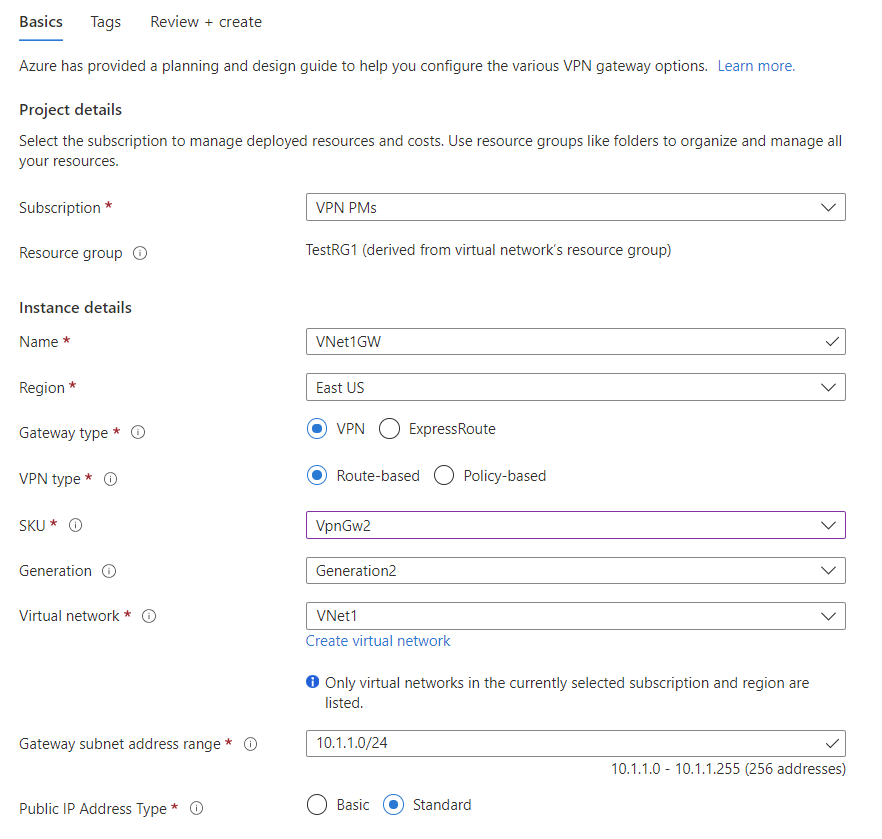 Basics Tags Review + create
Azure has provided a planning and design guide to help you configure the various VPN gateway options. Learn more.
Project details
Select the subscription to manage deployed resources and costs. Use resource groups like folders to organize and manage all
your resources.
Subscription * VPN PMs
Resource group TestRG1 (derived from virtual network's resource group)
Instance details
Name * VNet1GW
Region * East US
Gateway type * VPN ExpressRoute
VPN type * Route-based Policy-based
SKU * VpnGw2
Generation Generation2
Virtual network * VNet1
Create virtual network
Only virtual networks in the currently selected subscription and region are
listed.
Gateway subnet address range * 10.1.1.0/24
10.1.1.0 - 10.1.1.255 (256 addresses)
Public IP Address Type * Basic Standard